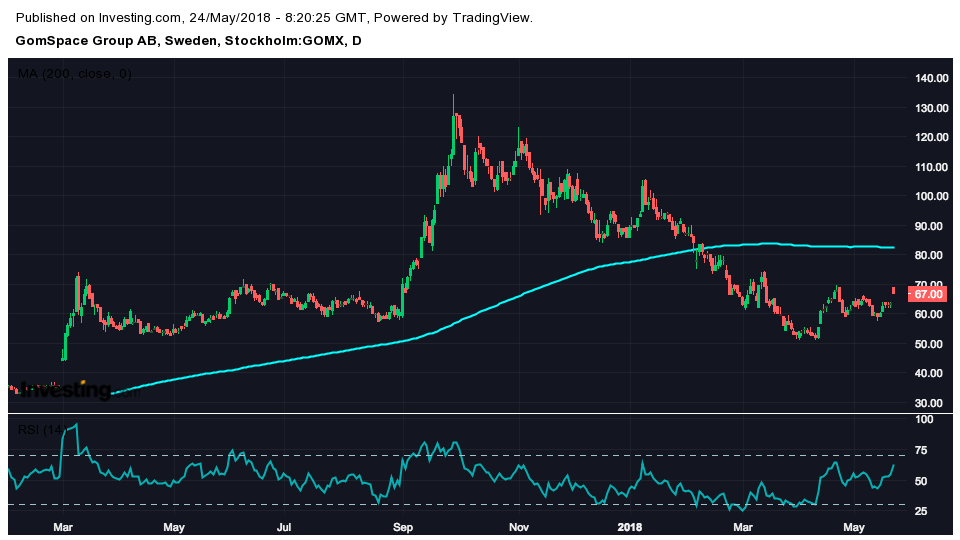 Published on Investing.com, 24/May/2018 - 8:20:25 GMT, Powered by TradingView.
GomSpace Group AB, Sweden, Stockholm:GOMX, D
MA (200, close, 0)
140.00
130.00
120.00
110.00
100.00
90.00
80.00
70.00
67.00
60.00
50.00
40.00
30.00
Investing.com
RSI (14)
100
75
50
25
Mar
May
Jul
Sep
Nov
2018
Mar
May